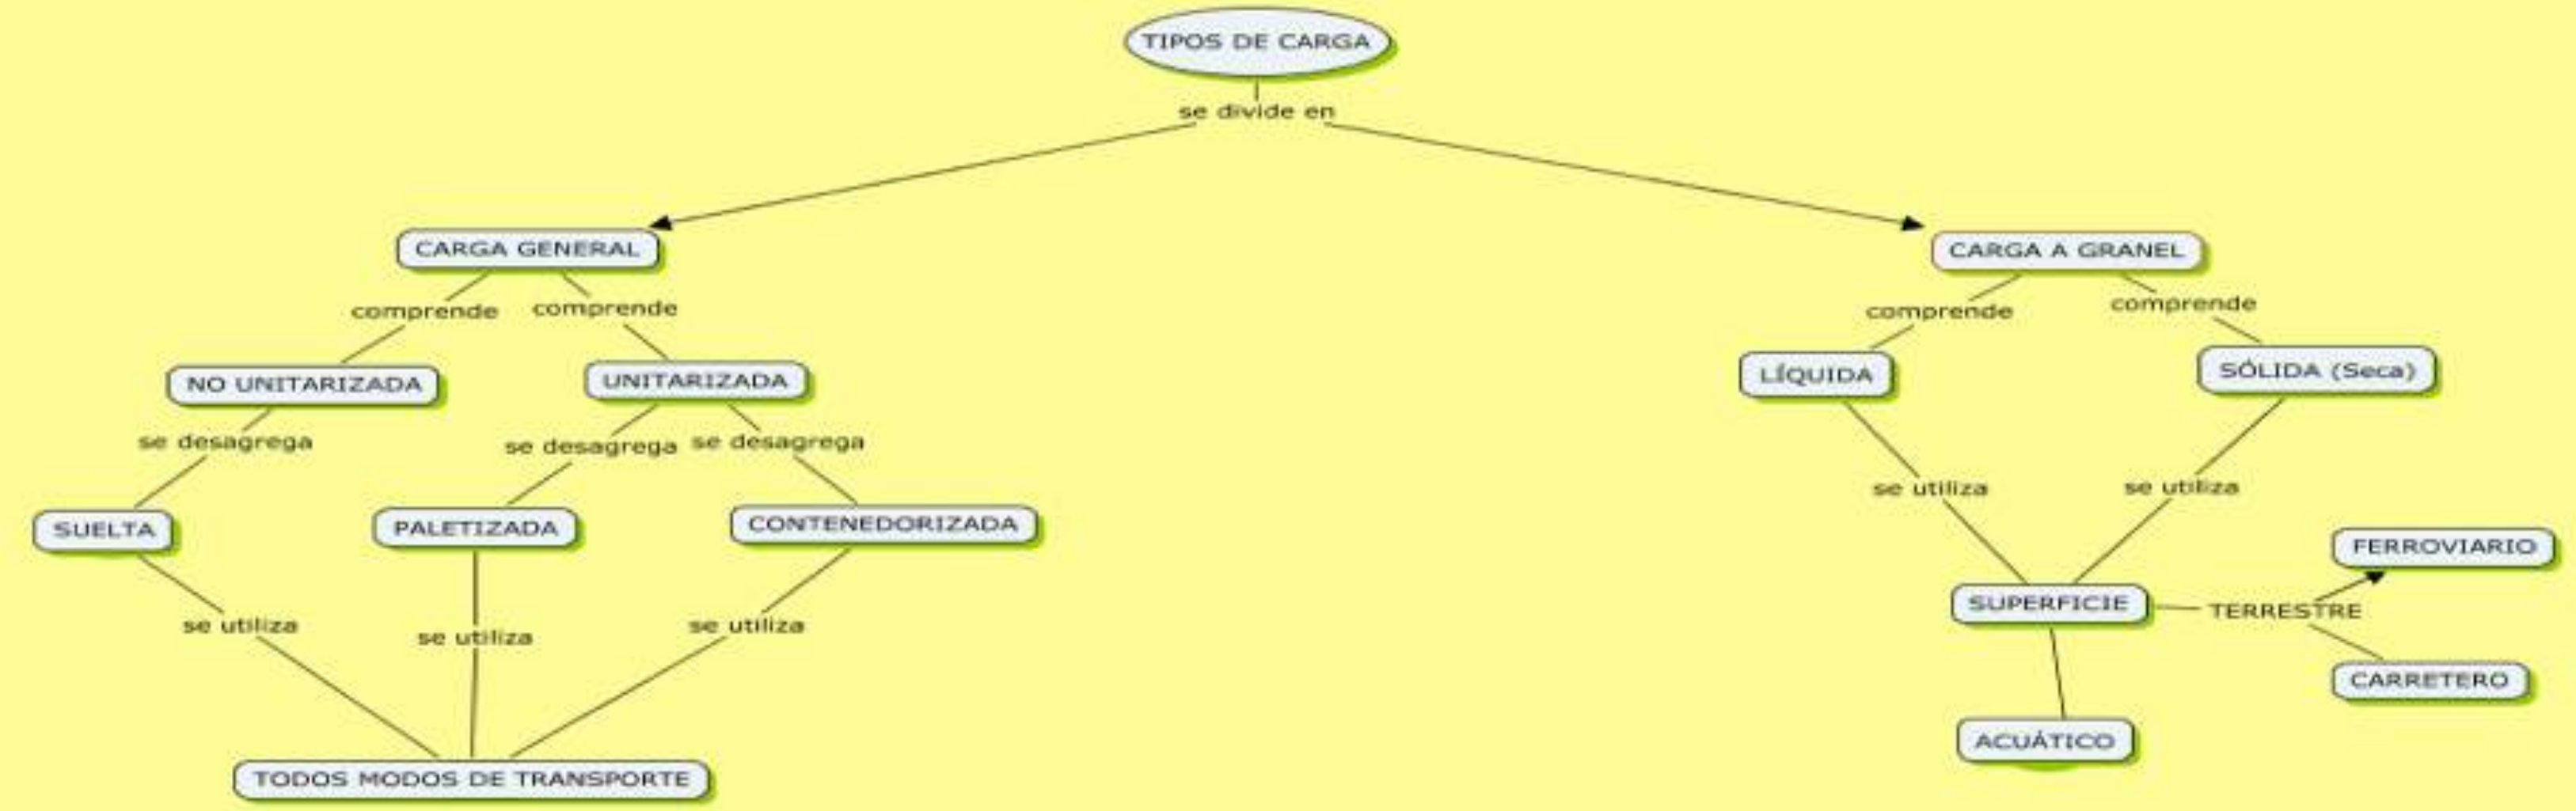 TIPOS DE CARGA
se divide en
CARGA GENERAL
CARGA A GRANEL
comprende
comprende
comprende
comprende
NO UNITARIZADA
UNITARIZADA
LÍQUIDA
SÓLIDA (Seca)
se desagrega
se desagrega
se desagrega
se utiliza
se utiliza
SUELTA
PALETIZADA
CONTENEDORIZADA
FERROVIARIO
SUPERFICIE
TERRESTRE
se utiliza
se utiliza
se utiliza
CARRETERO
ACUÁTICO
TODOS MODOS DE TRANSPORTE